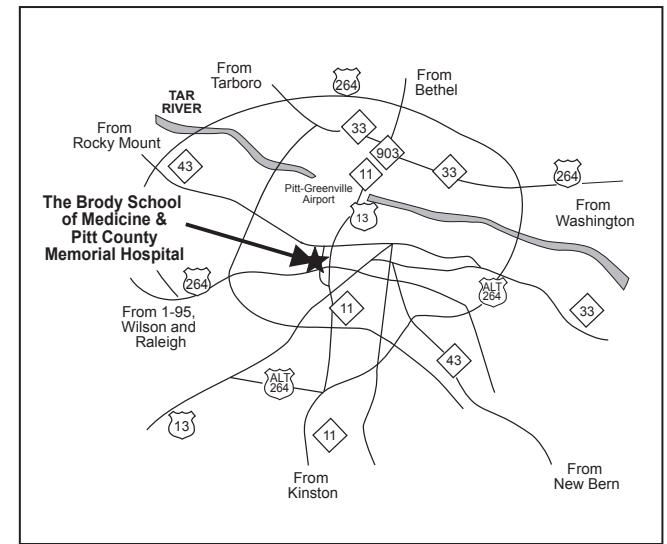 From
Tarboro
264
From
Bethel
TAR
RIVER
33
From
Rocky Mount
903
43
11
33
264
Pitt-Greenville
Airport
13
From
Washington
The Brody School
of Medicine &
Pitt County
Memorial Hospital
264
ALT
264
From 1-95,
Wilson and
Raleigh
11
33
43
ALT
264
13
11
From
Kinston
From
New Bern